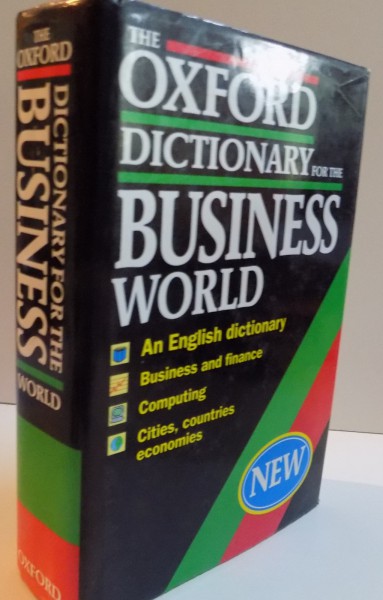 THE
OXFORD
DICTIONARY FOR THE
BUSINESS
WORLD
An English dictionary
Business and finance
Computing
Cities, countries
economies
NEW
THE
OXFORD
DICTIONARY FOR THE
BUSINESS
WORLD
OXFORD